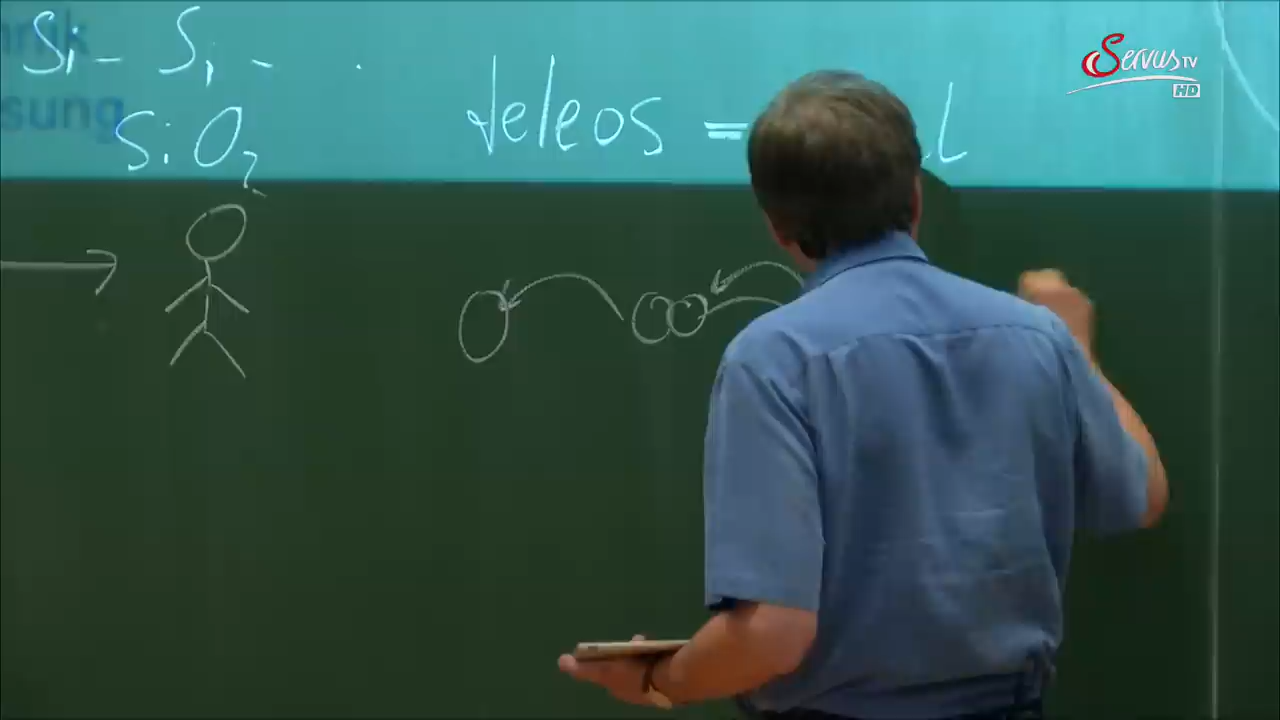 Si - Si -
SiO2
teleos =
ServusTV
HD